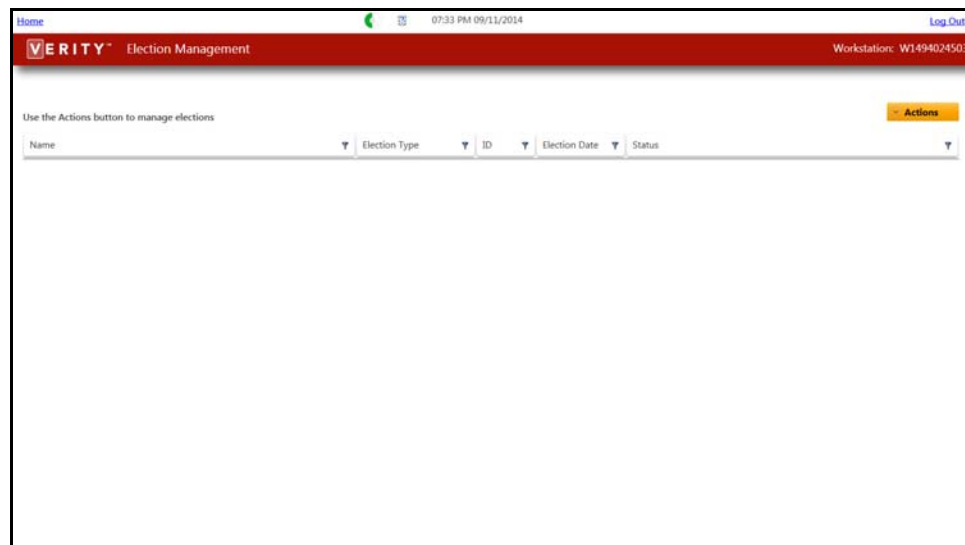 Home 07:33 PM 09/11/2014 Log Out
VERITY™ Election Management Workstation: W1494024503
Use the Actions button to manage elections Actions
Name Election Type ID Election Date Status